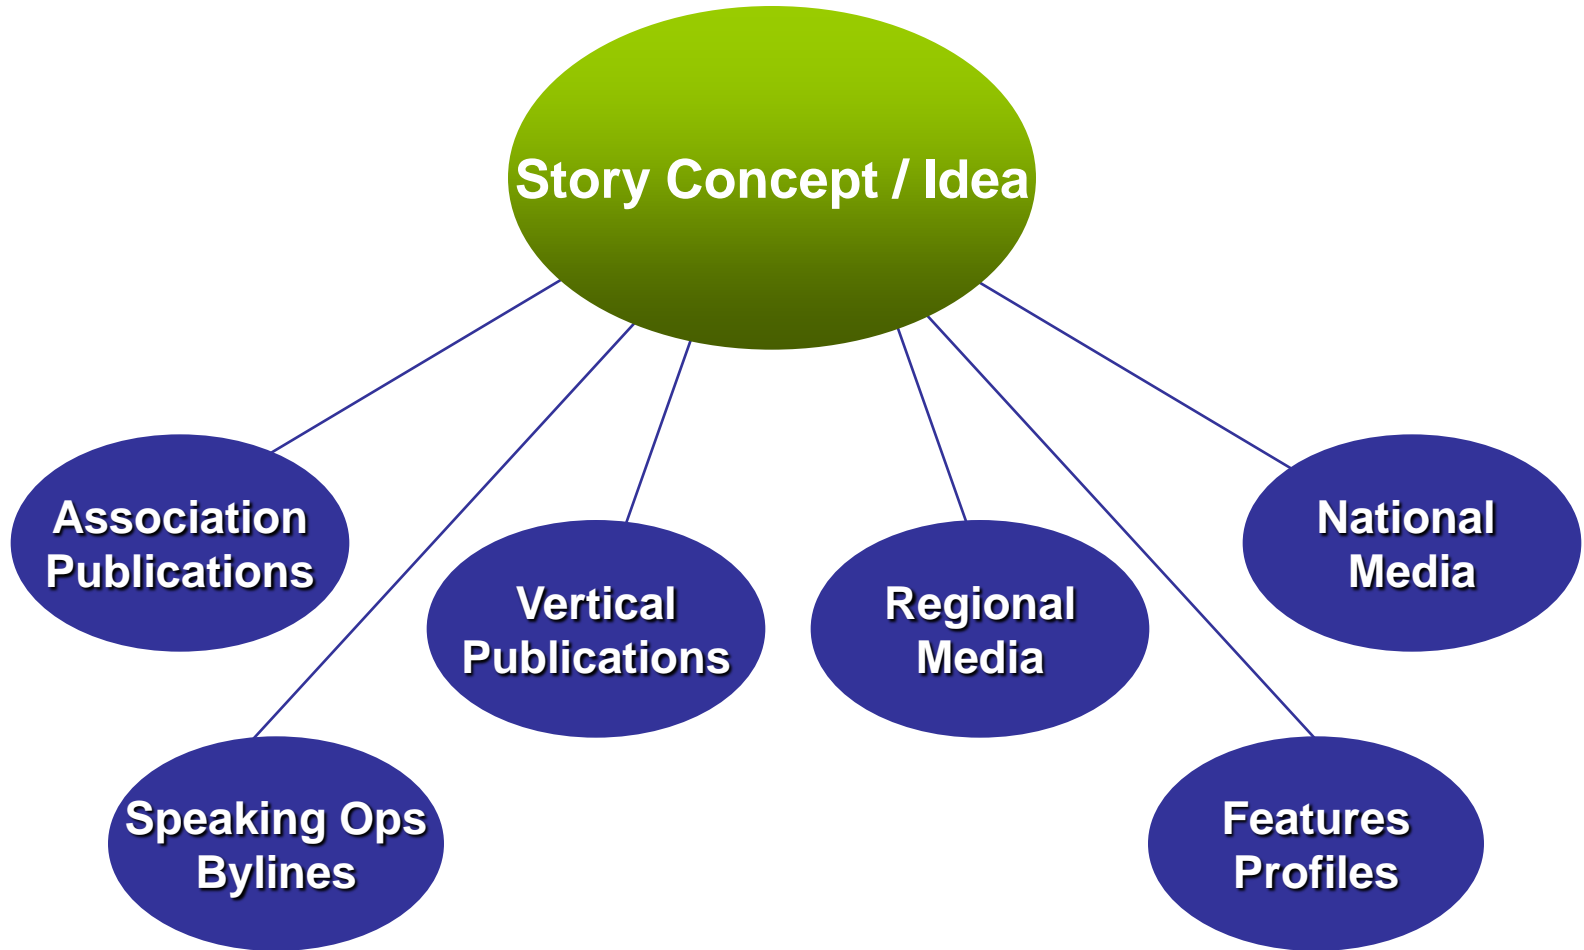 Story Concept / Idea
Association
Publications
National
Media
Vertical
Publications
Regional
Media
Speaking Ops
Bylines
Features
Profiles